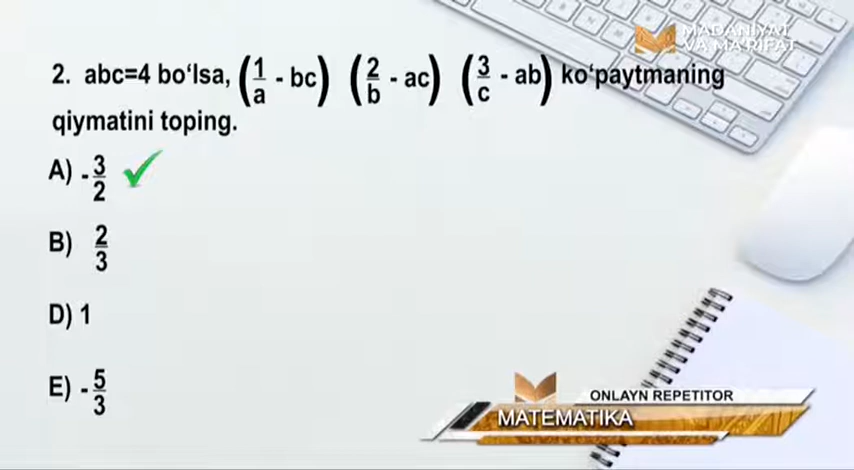 MADANIYAT
VA MA'RIFAT
2. abc=4 bo‘lsa, (1/a - bc) (2/b - ac) (3/c - ab) ko‘paytmaning
qiymatini toping.
A) -3/2
B) 2/3
D) 1
E) -5/3
ONLAYN REPETITOR
MATEMATIKA